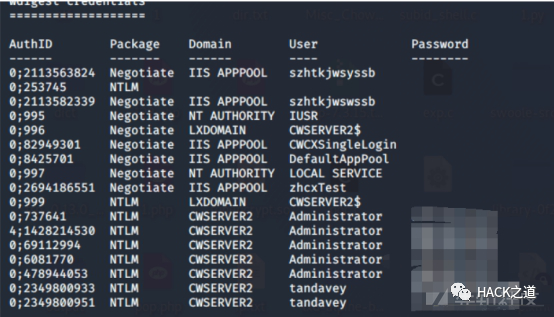 wdigest credentials
===================
AuthID Package Domain User Password
------ ------- ------ ---- --------
0;2113563824 Negotiate IIS APPPOOL szhtkjwsyssb
0;253745 NTLM
0;2113582339 Negotiate IIS APPPOOL szhtkjwswssb
0;995 Negotiate NT AUTHORITY IUSR
0;996 Negotiate LXDOMAIN CWSERVER2$
0;82949301 Negotiate IIS APPPOOL CWCXSingleLogin
0;8425701 Negotiate IIS APPPOOL DefaultAppPool
0;997 Negotiate NT AUTHORITY LOCAL SERVICE
0;2694186551 Negotiate IIS APPPOOL zhcxTest
0;999 NTLM LXDOMAIN CWSERVER2$
0;737641 NTLM CWSERVER2 Administrator
4;1428214530 NTLM CWSERVER2 Administrator
0;69112994 NTLM CWSERVER2 Administrator
0;6081770 NTLM CWSERVER2 Administrator
0;478944053 NTLM CWSERVER2 Administrator
0;2349800933 NTLM CWSERVER2 tandavey
0;2349800951 NTLM CWSERVER2 tandavey
HACK之道